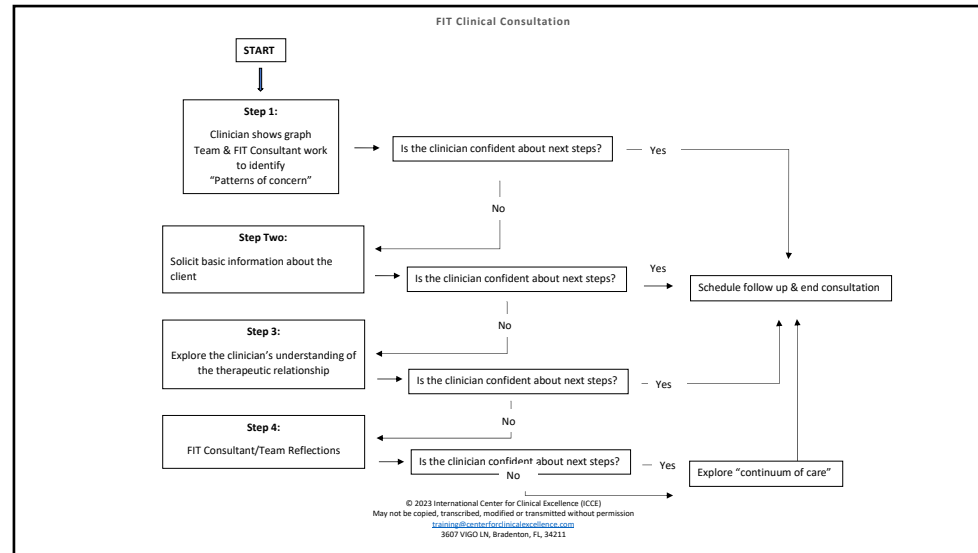 FIT Clinical Consultation
START
Step 1:
Clinician shows graph
Team & FIT Consultant work
to identify
“Patterns of concern”
Is the clinician confident about next steps?
Yes
No
Step Two:
Solicit basic information about the
client
Is the clinician confident about next steps?
Yes
Schedule follow up & end consultation
No
Step 3:
Explore the clinician’s understanding of
the therapeutic relationship
Is the clinician confident about next steps?
Yes
No
Step 4:
FIT Consultant/Team Reflections
Is the clinician confident about next steps?
Yes
No
Explore “continuum of care”
© 2023 International Center for Clinical Excellence (ICCE)
May not be copied, transcribed, modified or transmitted without permission
training@centerforclinicalexcellence.com
3607 VIGO LN, Bradenton, FL, 34211